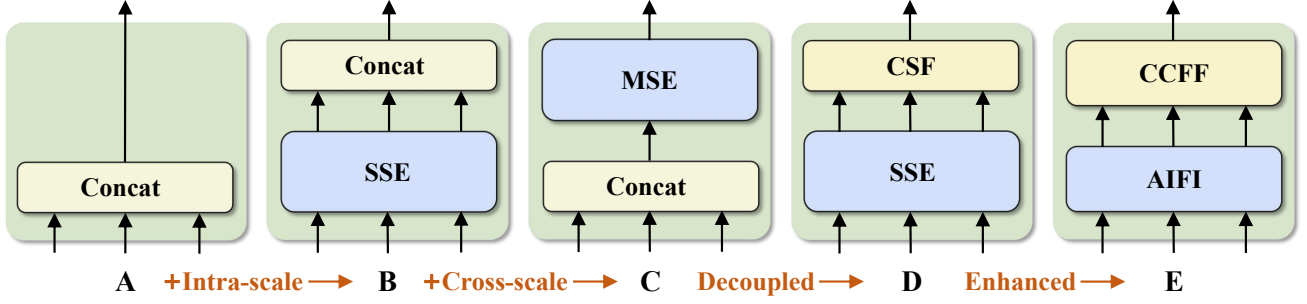 Concat
Concat
SSE
MSE
Concat
CSF
SSE
CCFF
AIFI
A +Intra-scale B +Cross-scale C Decoupled D Enhanced E